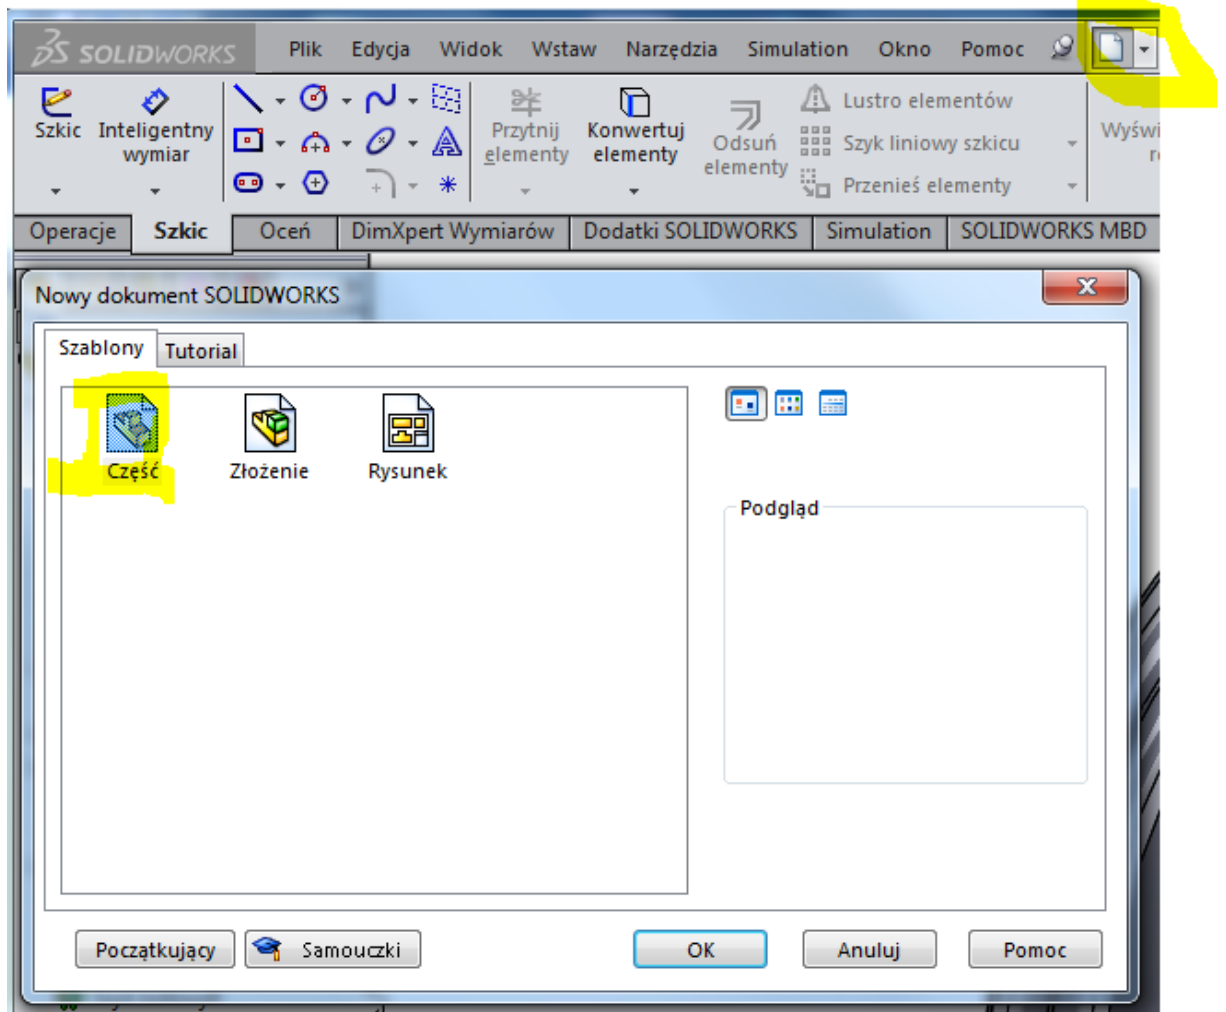 SOLIDWORKS Plik Edycja Widok Wstaw Narzędzia Simulation Okno Pomoc
Szkic
Inteligentny
wymiar
Przytnij
elementy
Konwertuj
elementy
Odsuń
elementy
Lustro elementów
Szyk liniowy szkicu
Przenieś elementy
Operacje Szkic Oceń DimXpert Wymiarów Dodatki SOLIDWORKS Simulation SOLIDWORKS MBD
Nowy dokument SOLIDWORKS
Szablony Tutorial
Część Złożenie Rysunek
Podgląd
Początkujący Samouczki OK Anuluj Pomoc